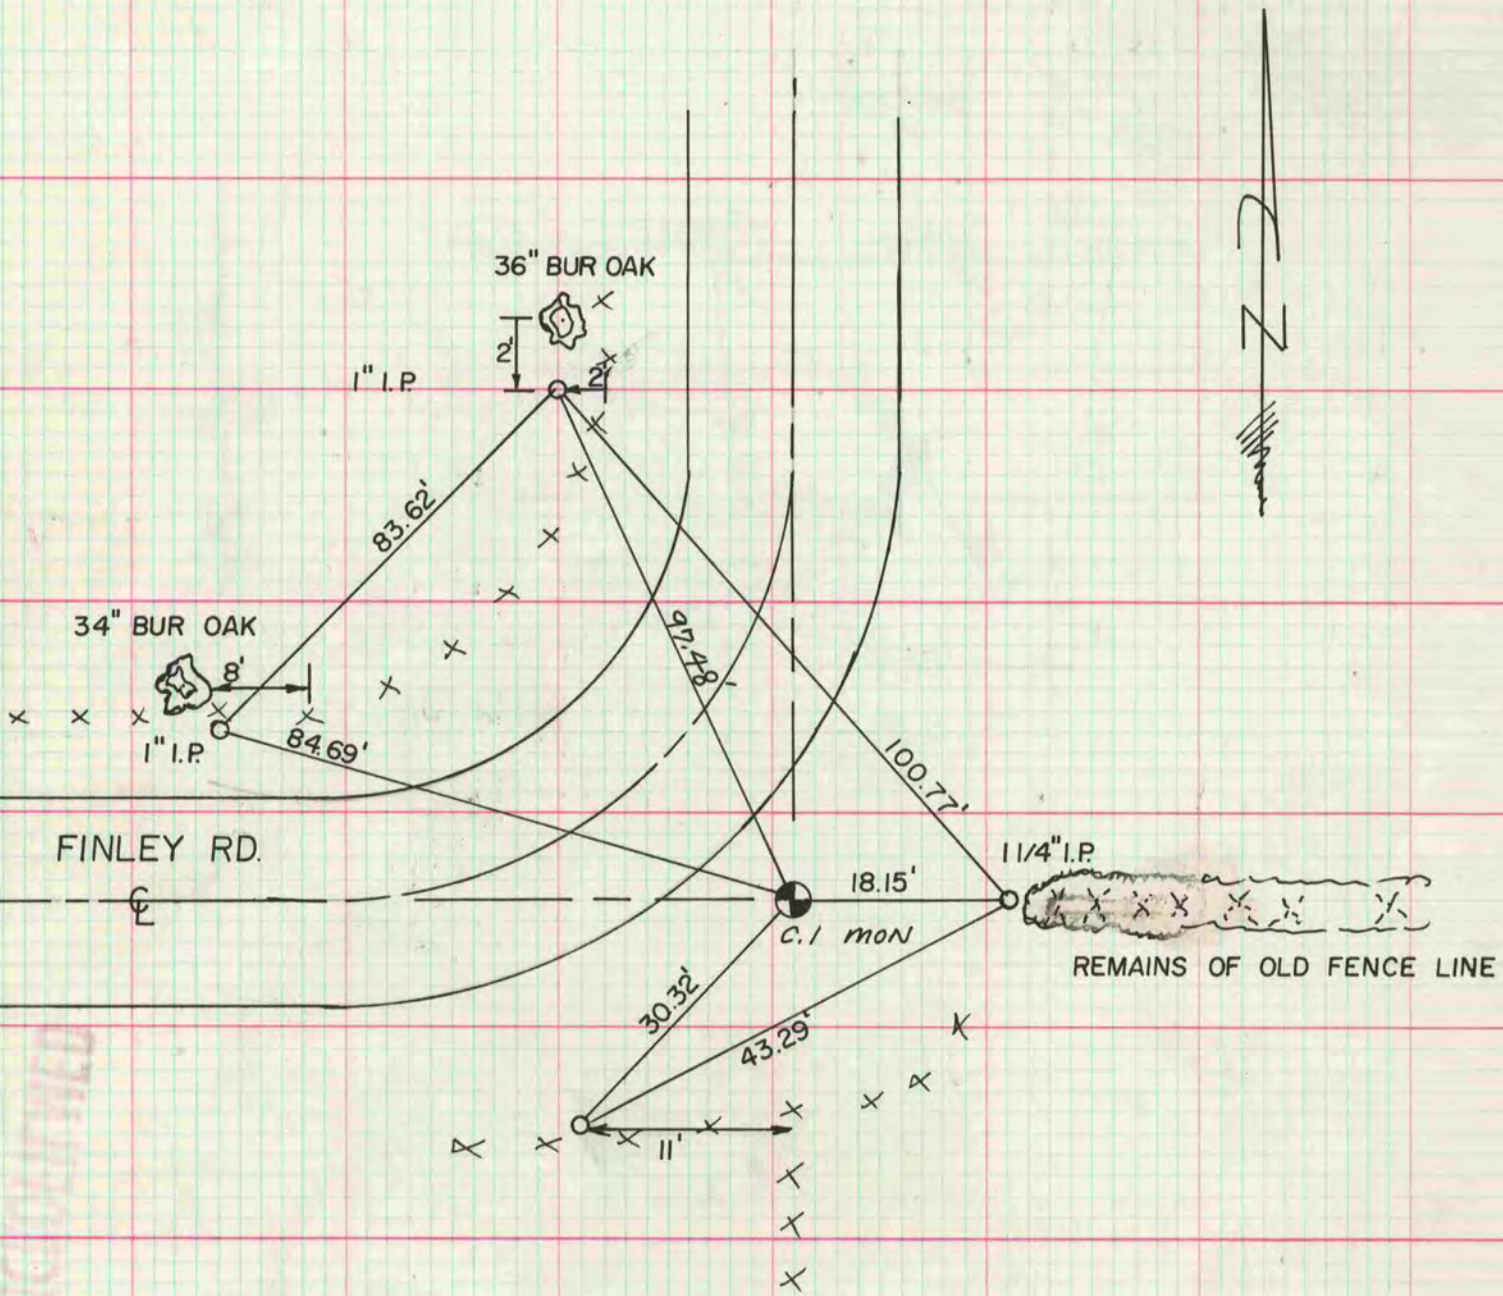 36" BUR OAK
2'
1" I.P.
2'
N
83.62'
34" BUR OAK
8'
97.48'
1" I.P.
84.69'
100.77'
FINLEY RD.
1 1/4" I.P.
18.15'
℄
C.I MON
REMAINS OF OLD FENCE LINE
30.32'
43.29'
11'